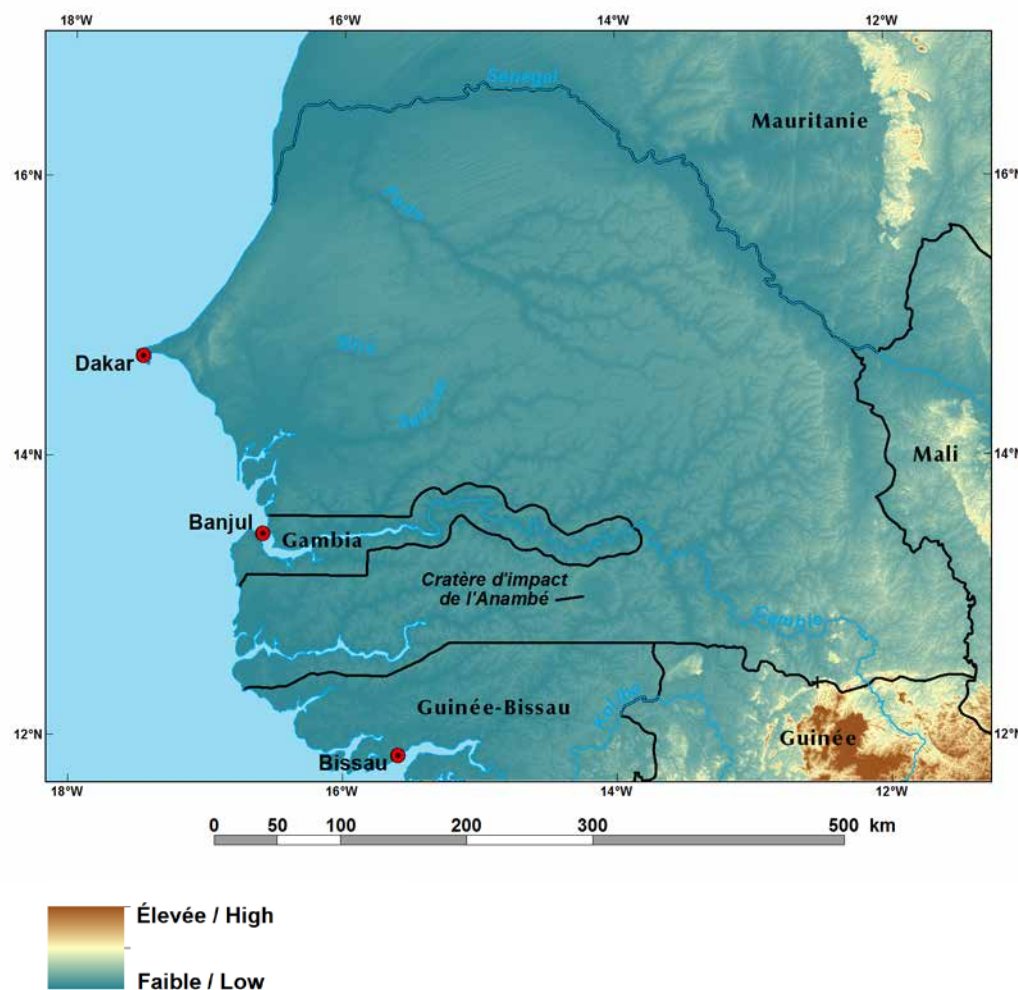 18°W 16°W 14°W 12°W
Sénégal
Mauritanie
16°N 16°N
Dakar
Mali
14°N 14°N
Banjul
Gambia
Cratère d'impact
de l'Anambé
Gambie
Guinée-Bissau
Guinée
12°N 12°N
Bissau
18°W 16°W 14°W 12°W
0 50 100 200 300 500 km
Élevée / High
Faible / Low